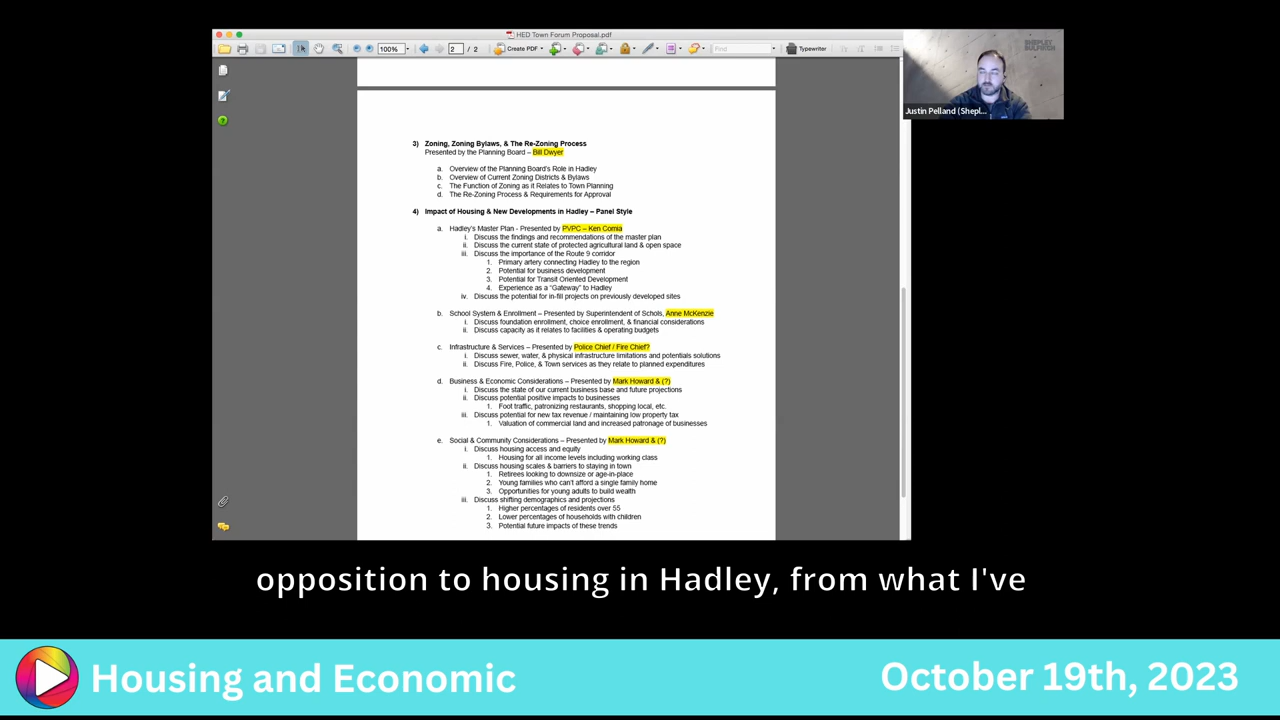 HED Town Forum Proposal.pdf
100%
2 / 2
Create PDF
Find
Typewriter
SHEPLEY BULFINCH
Justin Pelland (Shepl...
3) Zoning, Zoning Bylaws, & The Re-Zoning Process
Presented by the Planning Board – Bill Dwyer
a. Overview of the Planning Board's Role in Hadley
b. Overview of Current Zoning Districts & Bylaws
c. The Function of Zoning as it Relates to Town Planning
d. The Re-Zoning Process & Requirements for Approval
4) Impact of Housing & New Developments in Hadley – Panel Style
a. Hadley's Master Plan - Presented by PVPC – Ken Comia
i. Discuss the findings and recommendations of the master plan
ii. Discuss the current state of protected agricultural land & open space
iii. Discuss the importance of the Route 9 corridor
1. Primary artery connecting Hadley to the region
2. Potential for business development
3. Potential for Transit Oriented Development
4. Experience as a "Gateway" to Hadley
iv. Discuss the potential for in-fill projects on previously developed sites
b. School System & Enrollment – Presented by Superintendent of Schols, Anne McKenzie
i. Discuss foundation enrollment, choice enrollment, & financial considerations
ii. Discuss capacity as it relates to facilities & operating budgets
c. Infrastructure & Services – Presented by Police Chief / Fire Chief?
i. Discuss sewer, water, & physical infrastructure limitations and potentials solutions
ii. Discuss Fire, Police, & Town services as they relate to planned expenditures
d. Business & Economic Considerations – Presented by Mark Howard & (?)
i. Discuss the state of our current business base and future projections
ii. Discuss potential positive impacts to businesses
1. Foot traffic, patronizing restaurants, shopping local, etc.
iii. Discuss potential for new tax revenue / maintaining low property tax
1. Valuation of commercial land and increased patronage of businesses
e. Social & Community Considerations – Presented by Mark Howard & (?)
i. Discuss housing access and equity
1. Housing for all income levels including working class
ii. Discuss housing scales & barriers to staying in town
1. Retirees looking to downsize or age-in-place
2. Young families who can't afford a single family home
3. Opportunities for young adults to build wealth
iii. Discuss shifting demographics and projections
1. Higher percentages of residents over 55
2. Lower percentages of households with children
3. Potential future impacts of these trends
opposition to housing in Hadley, from what I've
Housing and Economic
October 19th, 2023